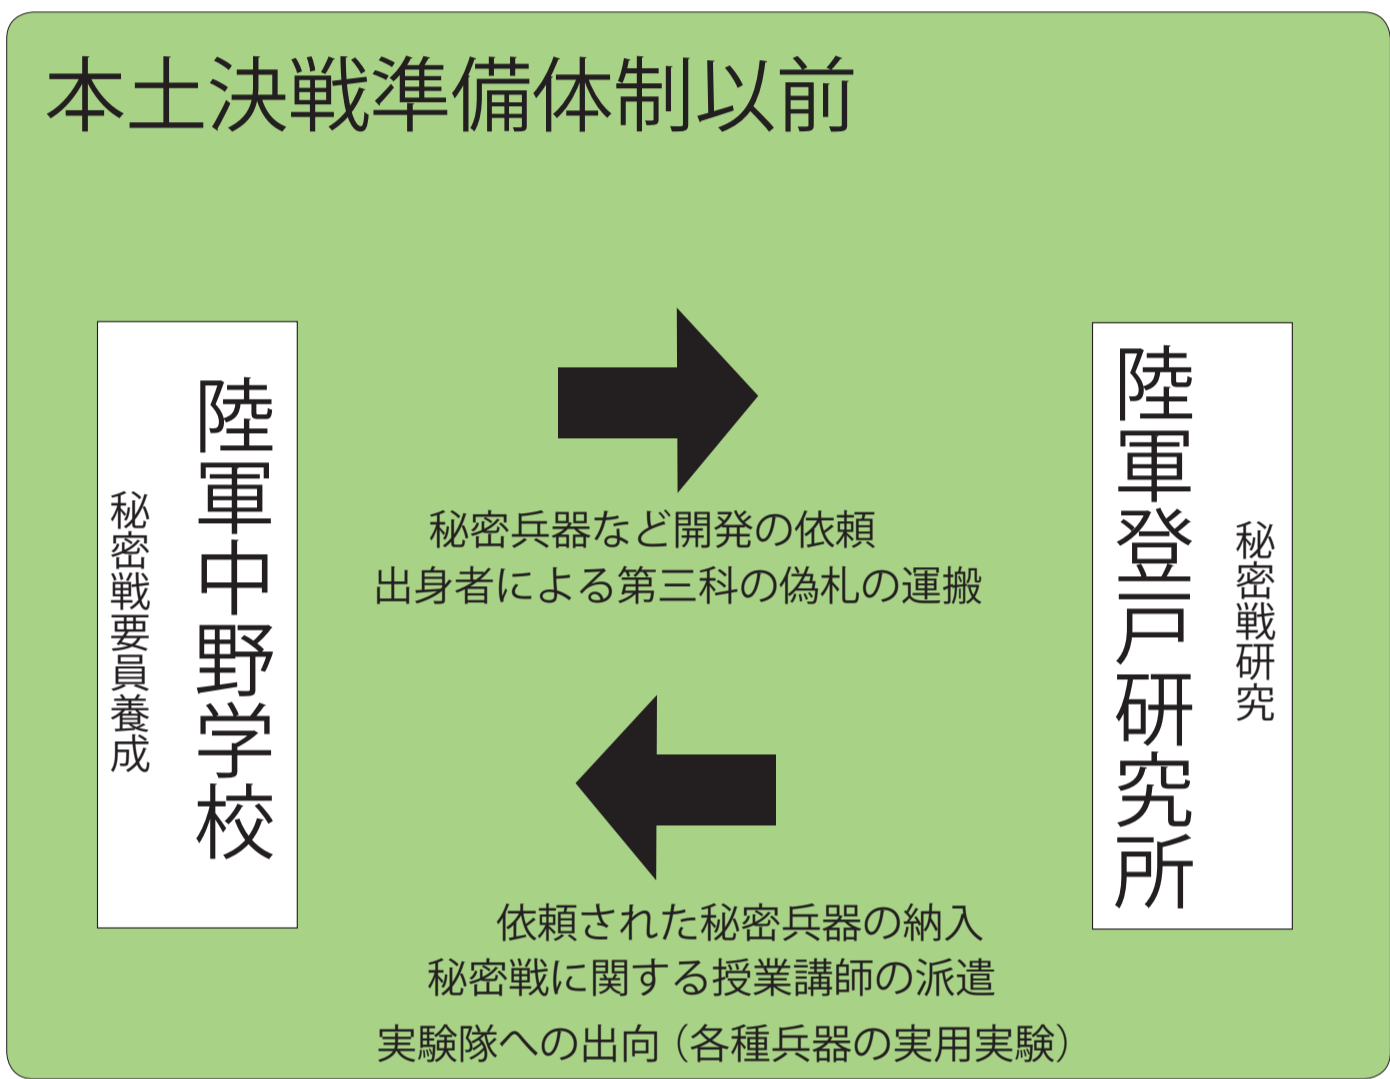 本土決戦準備体制以前
陸軍中野学校
秘密戦要員養成
秘密兵器など開発の依頼
出身者による第三科の偽札の運搬
依頼された秘密兵器の納入
秘密戦に関する授業講師の派遣
実験隊への出向（各種兵器の実用実験）
秘密戦研究
陸軍登戸研究所